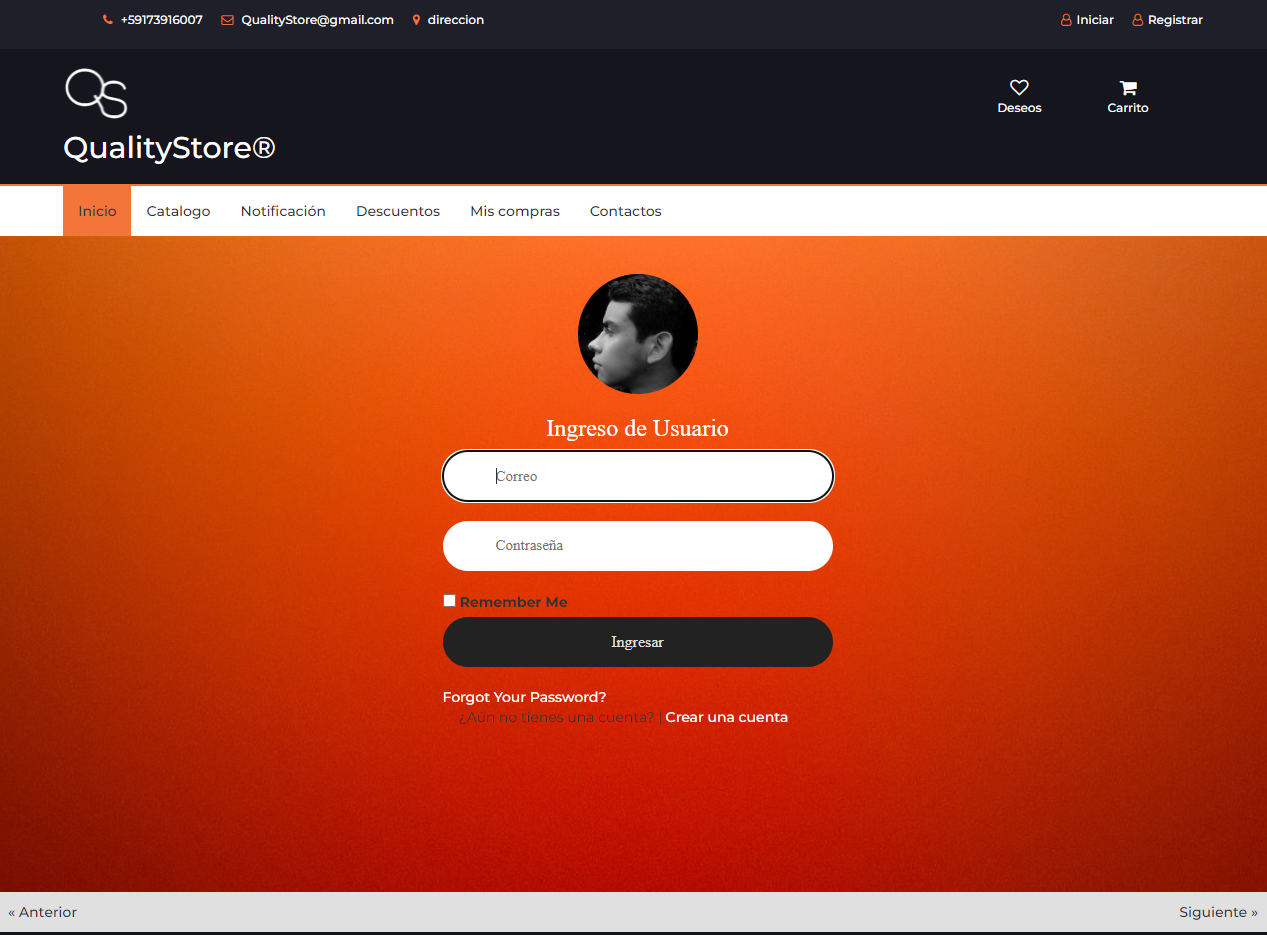 +59173916007 QualityStore@gmail.com direccion Iniciar Registrar
QS
Deseos Carrito
QualityStore®
Inicio Catalogo Notificación Descuentos Mis compras Contactos
Ingreso de Usuario
Correo
Contraseña
Remember Me
Ingresar
Forgot Your Password?
¿Aún no tienes una cuenta? | Crear una cuenta
« Anterior Siguiente »